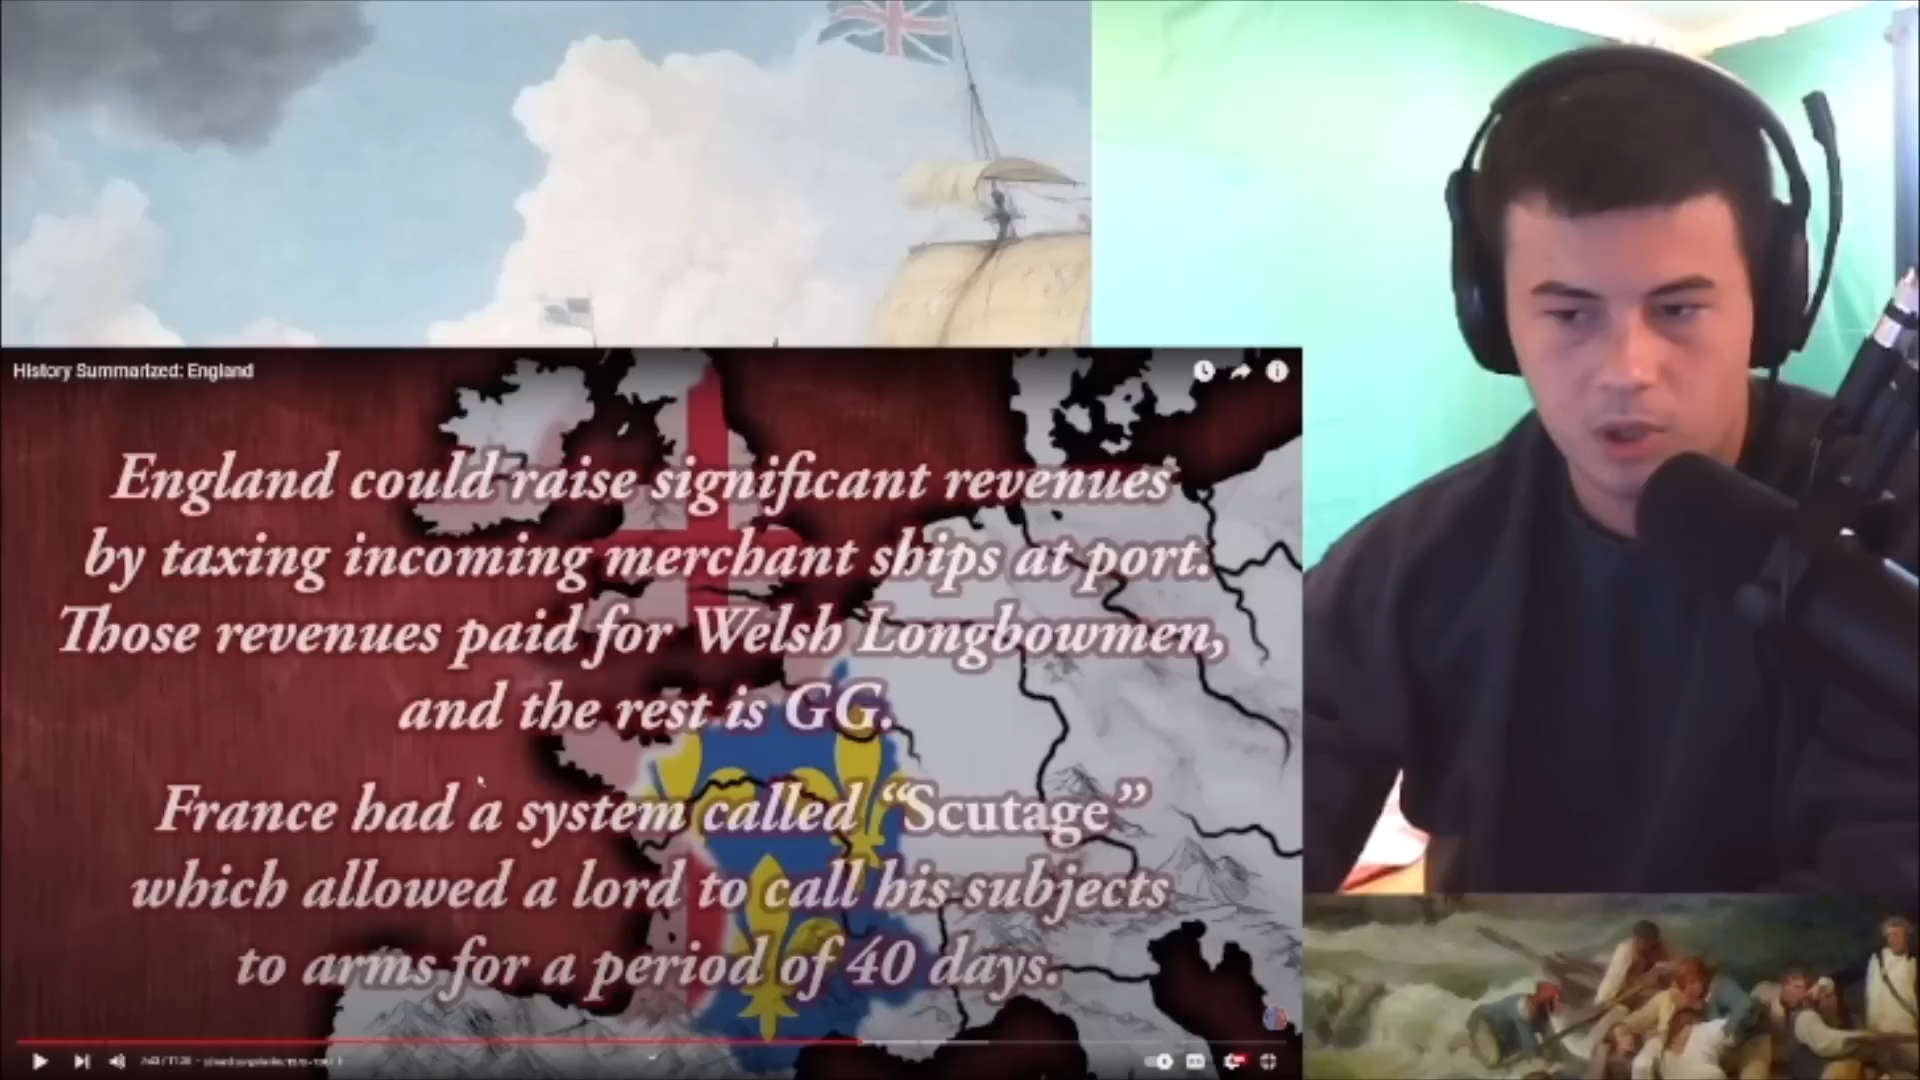 History Summarized: England
England could raise significant revenues
by taxing incoming merchant ships at port.
Those revenues paid for Welsh Longbowmen,
and the rest is GG.
France had a system called “Scutage”
which allowed a lord to call his subjects
to arms for a period of 40 days.